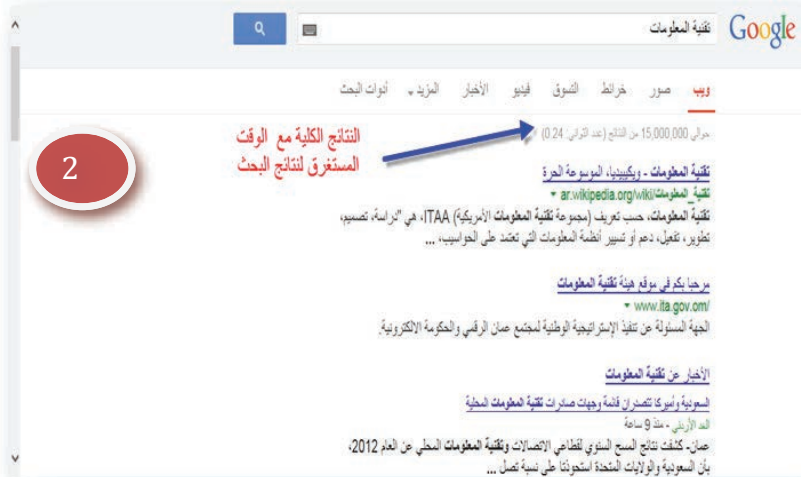 Google
تقنية المعلومات
ويب صور خرائط التسوق فيديو الأخبار المزيد أدوات البحث
حوالي 15,000,000 من النتائج (عدد الثواني: 0.24)
النتائج الكلية مع الوقت
المستغرق لنتائج البحث
2
تقنية المعلومات - ويكيبيديا، الموسوعة الحرة
ar.wikipedia.org/wiki/تقنية_المعلومات
تقنية المعلومات، حسب تعريف (مجموعة تقنية المعلومات الأمريكية) ITAA، هي "دراسة، تصميم،
تطوير، تفعيل، دعم أو تسيير أنظمة المعلومات التي تعتمد على الحواسيب، ...
مرحبا بكم في موقع هيئة تقنية المعلومات
www.ita.gov.om/
الجهة المسئولة عن تنفيذ الإستراتيجية الوطنية لمجتمع عمان الرقمي والحكومة الالكترونية.
الأخبار عن تقنية المعلومات
السعودية وأميركا تتصدران قائمة وجهات صادرات تقنية المعلومات المحلية
الغد الأردني - منذ 9 ساعة
عمان- كشفت نتائج المسح السنوي لقطاعي الاتصالات وتقنية المعلومات المحلي عن العام 2012،
بأن السعودية والولايات المتحدة استحوذتا على نسبة تصل ...